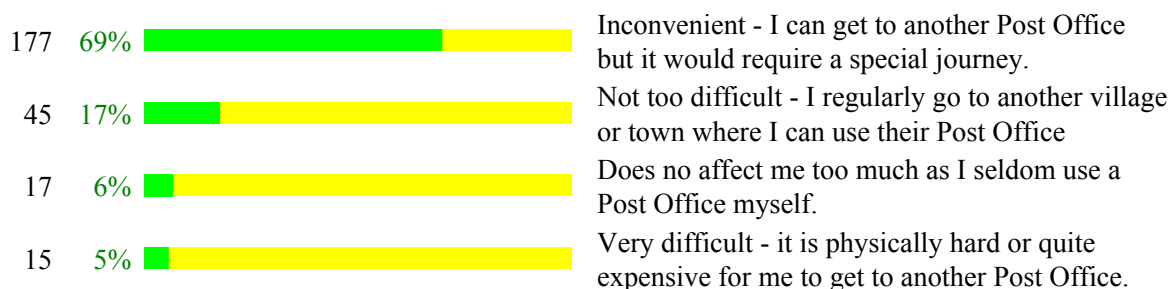 177 69% Inconvenient - I can get to another Post Office
but it would require a special journey.
45 17% Not too difficult - I regularly go to another village
or town where I can use their Post Office
17 6% Does no affect me too much as I seldom use a
Post Office myself.
15 5% Very difficult - it is physically hard or quite
expensive for me to get to another Post Office.